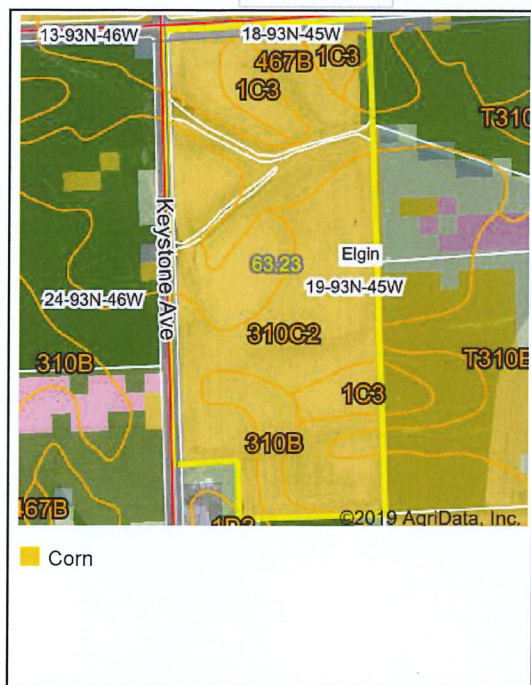 13-93N-46W
18-93N-45W
1C3
467B
1C3
T310
Keystone Ave
Elgin
63.23
19-93N-45W
24-93N-46W
310C2
310B
T310B
1C3
310B
467B
©2019 AgriData, Inc.
Corn